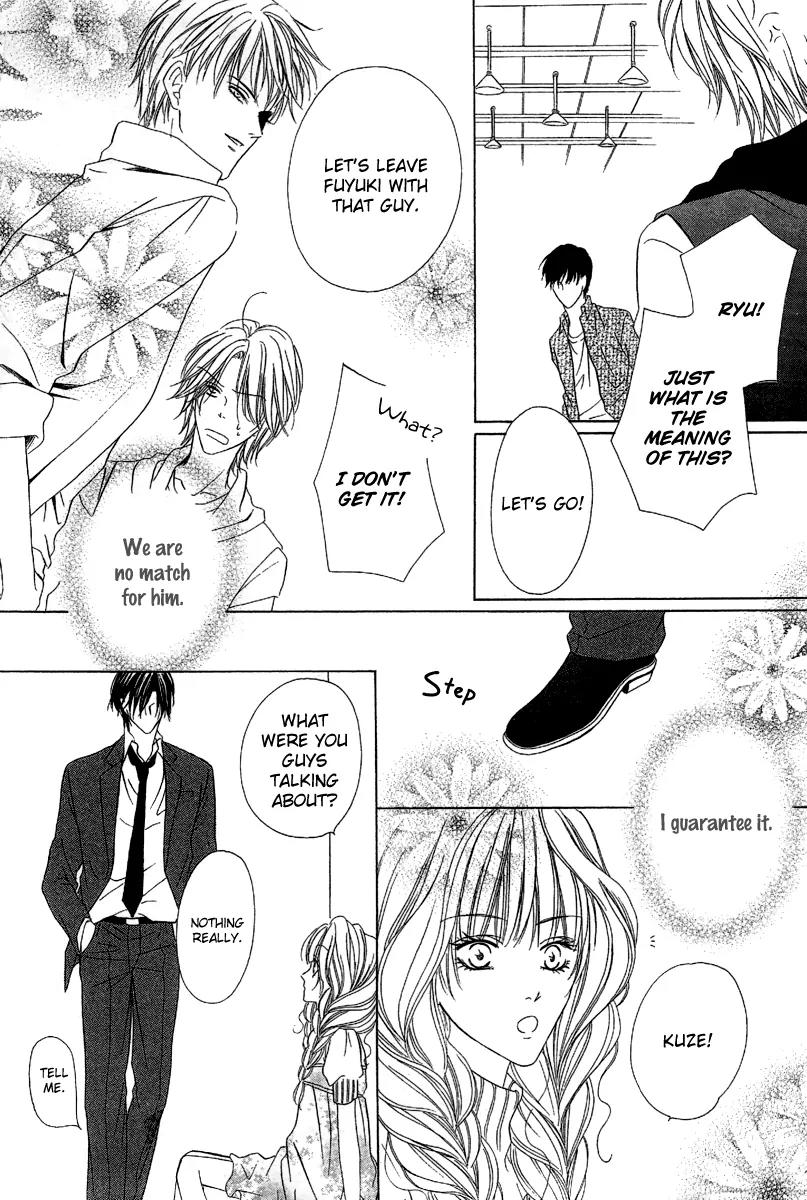 RYU!
JUST
WHAT IS
THE
MEANING
OF THIS?
LET'S GO!
LET'S LEAVE
FUYUKI WITH
THAT GUY.
What?
I DON'T
GET IT!
We are
no match
for him.
Step
I guarantee it.
KUZE!
WHAT
WERE YOU
GUYS
TALKING
ABOUT?
NOTHING
REALLY.
TELL
ME.